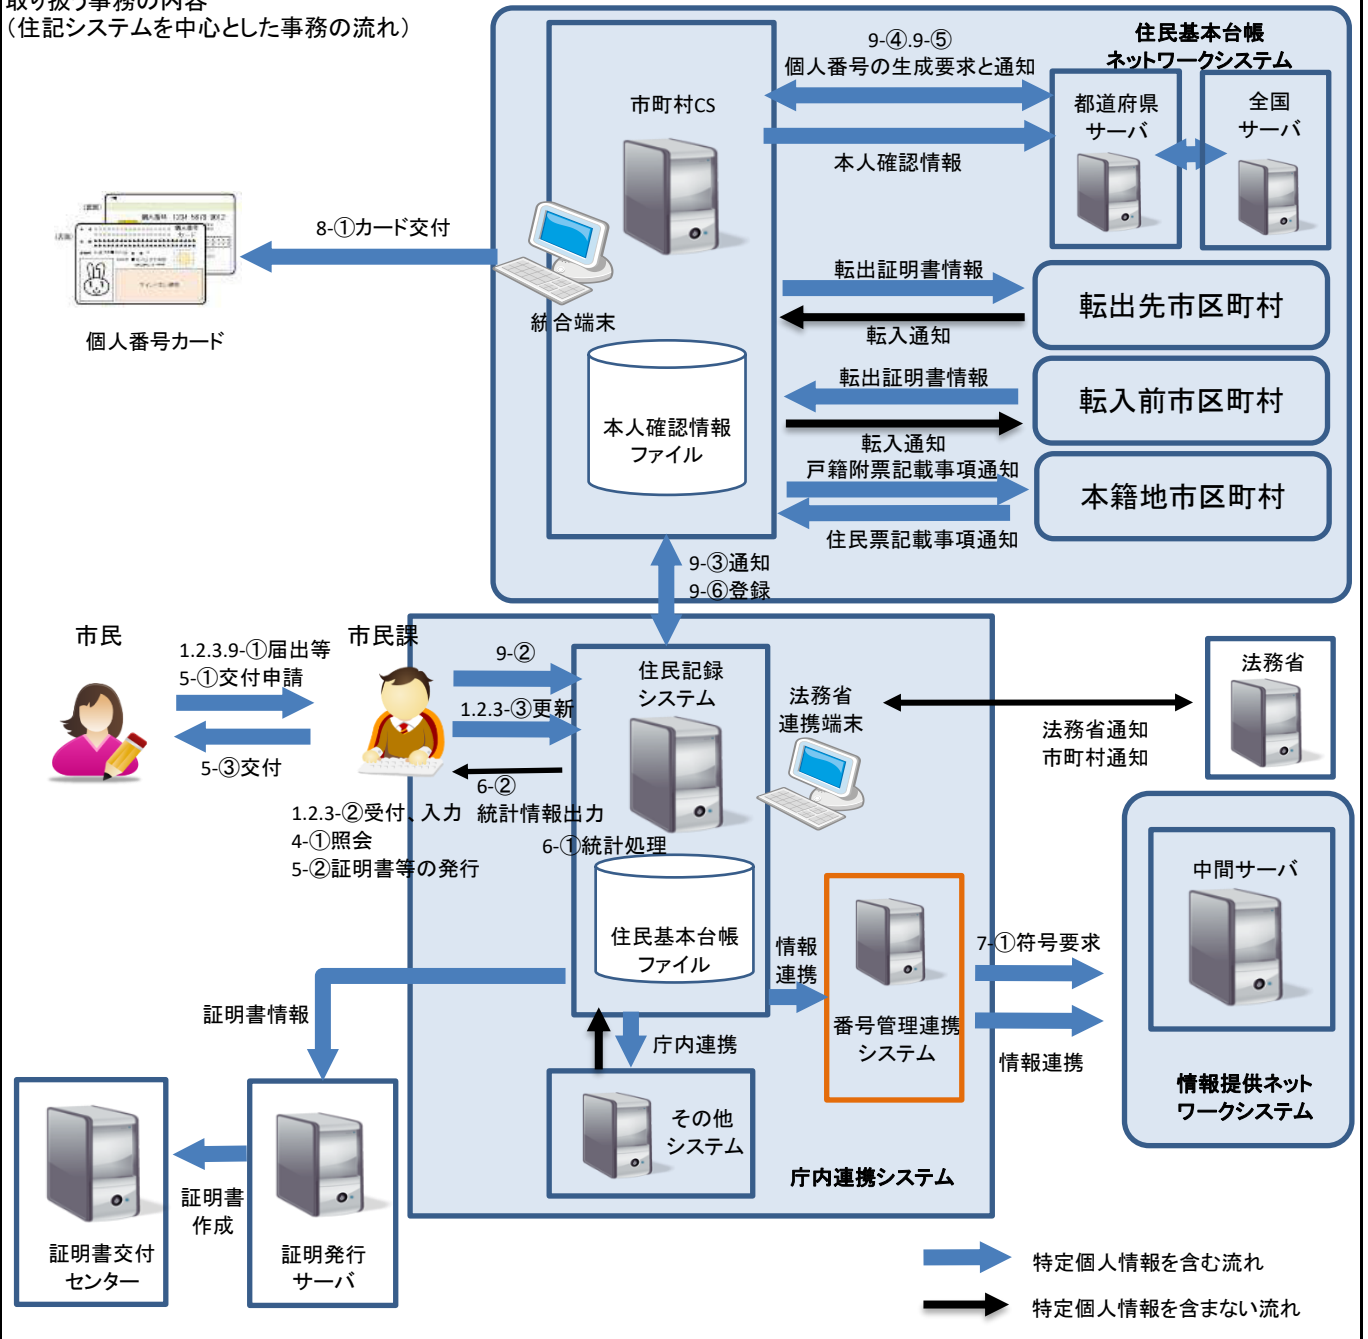 取り扱う事務の内容
(住記システムを中心とした事務の流れ)
住民基本台帳
ネットワークシステム
9-④.9-⑤
個人番号の生成要求と通知
市町村CS
都道府県
サーバ
全国
サーバ
本人確認情報
8-①カード交付
個人番号カード
統合端末
転出証明書情報
転出先市区町村
転入通知
転出証明書情報
転入前市区町村
転入通知
本人確認情報
ファイル
戸籍附票記載事項通知
本籍地市区町村
住民票記載事項通知
9-③通知
9-⑥登録
市民
1.2.3.9-①届出等
5-①交付申請
5-③交付
市民課
9-②
1.2.3-③更新
6-②
統計情報出力
1.2.3-②受付、入力
4-①照会
5-②証明書等の発行
住民記録
システム
6-①統計処理
住民基本台帳
ファイル
法務省
連携端末
法務省
法務省通知
市町村通知
情報
連携
番号管理連携
システム
7-①符号要求
情報連携
中間サーバ
情報提供ネット
ワークシステム
証明書情報
庁内連携
その他
システム
庁内連携システム
証明書
作成
証明書交付
センター
証明発行
サーバ
特定個人情報を含む流れ
特定個人情報を含まない流れ